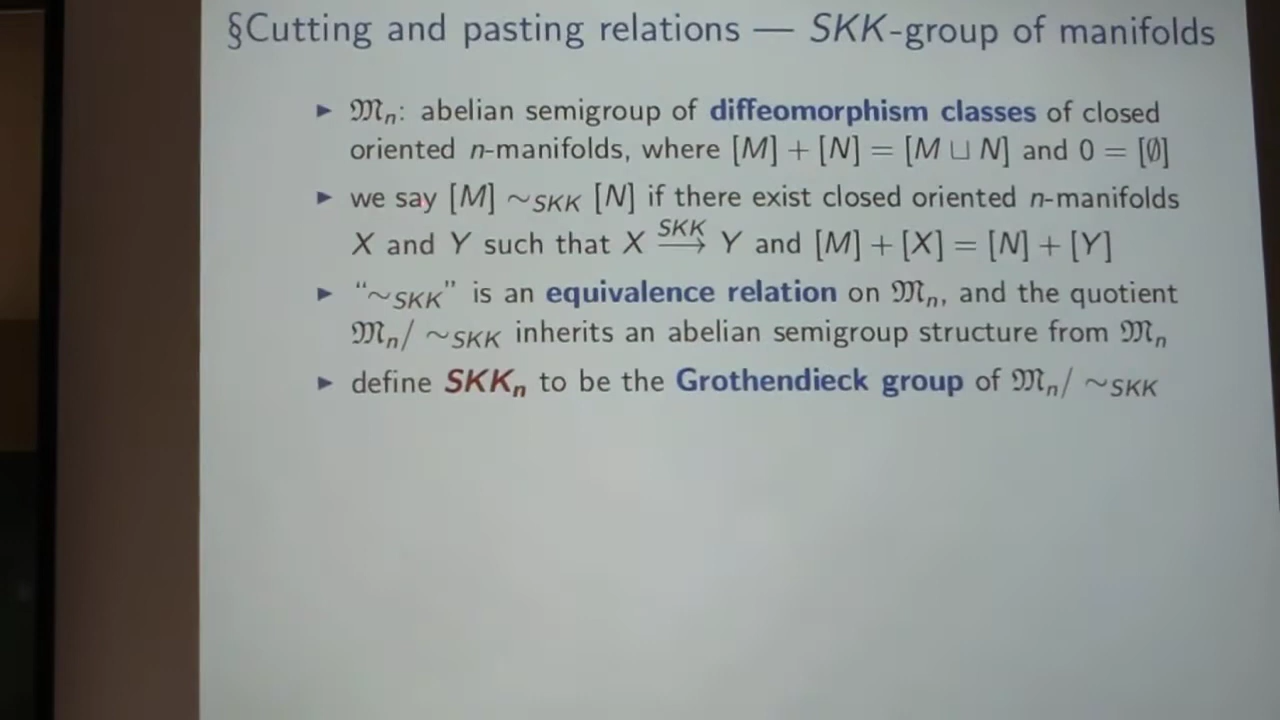 §Cutting and pasting relations — SKK-group of manifolds
▶ 𝔐ₙ: abelian semigroup of diffeomorphism classes of closed
oriented n-manifolds, where [M] + [N] = [M ⊔ N] and 0 = [∅]
▶ we say [M] ∼SKK [N] if there exist closed oriented n-manifolds
X and Y such that X —SKK→ Y and [M] + [X] = [N] + [Y]
▶ “∼SKK” is an equivalence relation on 𝔐ₙ, and the quotient
𝔐ₙ/ ∼SKK inherits an abelian semigroup structure from 𝔐ₙ
▶ define SKKₙ to be the Grothendieck group of 𝔐ₙ/ ∼SKK